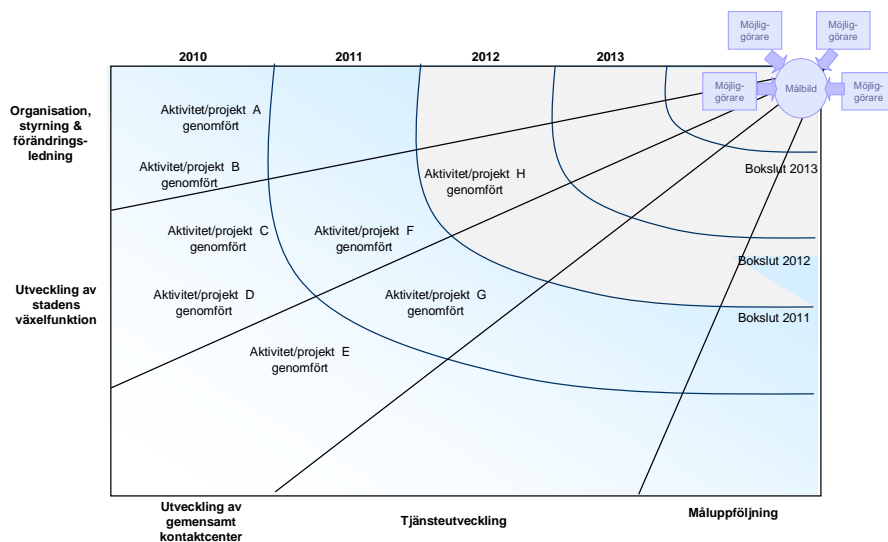 Möjlig-
görare
Möjlig-
görare
2010
2011
2012
2013
Möjlig-
görare
Målbild
Möjlig-
görare
Organisation,
styrning &
förändrings-
ledning
Aktivitet/projekt A
genomfört
Aktivitet/projekt B
genomfört
Aktivitet/projekt H
genomfört
Bokslut 2013
Aktivitet/projekt C
genomfört
Aktivitet/projekt F
genomfört
Bokslut 2012
Utveckling av
stadens
växelfunktion
Aktivitet/projekt D
genomfört
Aktivitet/projekt G
genomfört
Bokslut 2011
Aktivitet/projekt E
genomfört
Utveckling av
gemensamt
kontaktcenter
Tjänsteutveckling
Måluppföljning